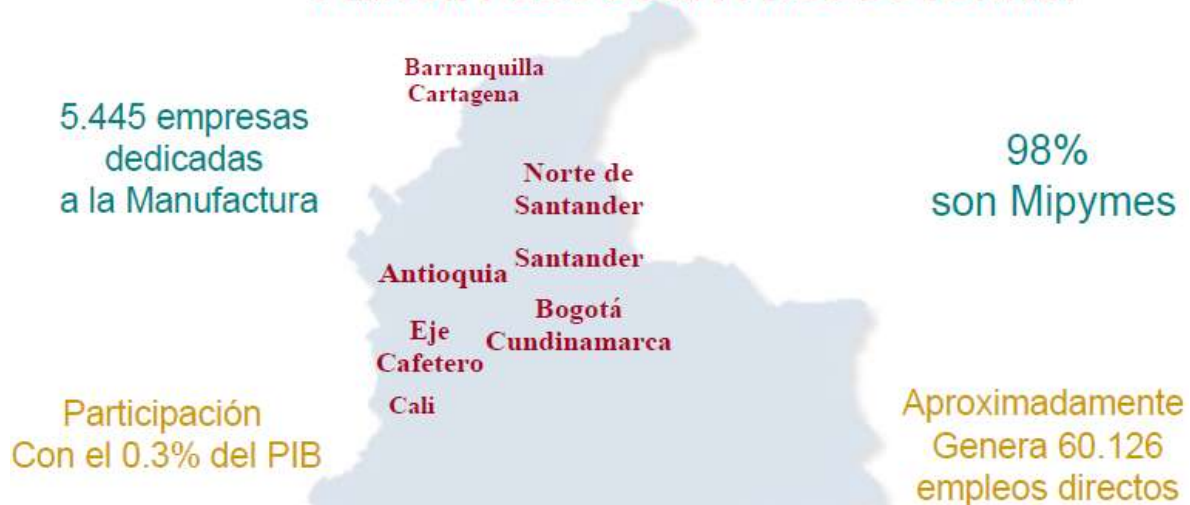 Barranquilla
Cartagena
5.445 empresas
dedicadas
a la Manufactura
98%
son Mipymes
Norte de
Santander
Santander
Antioquia
Bogotá
Cundinamarca
Eje
Cafetero
Cali
Participación
Con el 0.3% del PIB
Aproximadamente
Genera 60.126
empleos directos